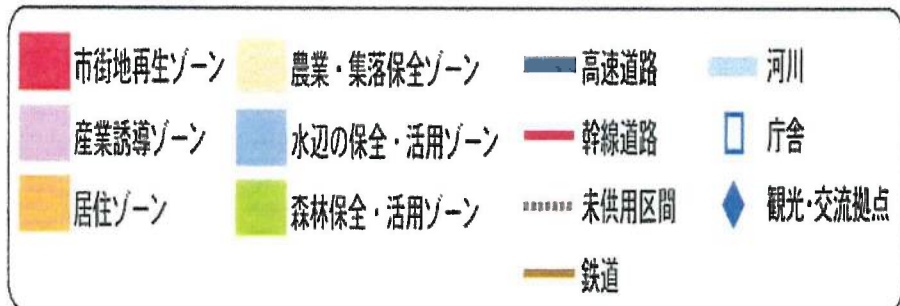 市街地再生ゾーン
産業誘導ゾーン
居住ゾーン
農業・集落保全ゾーン
水辺の保全・活用ゾーン
森林保全・活用ゾーン
高速道路
幹線道路
未供用区間
鉄道
河川
庁舎
観光・交流拠点